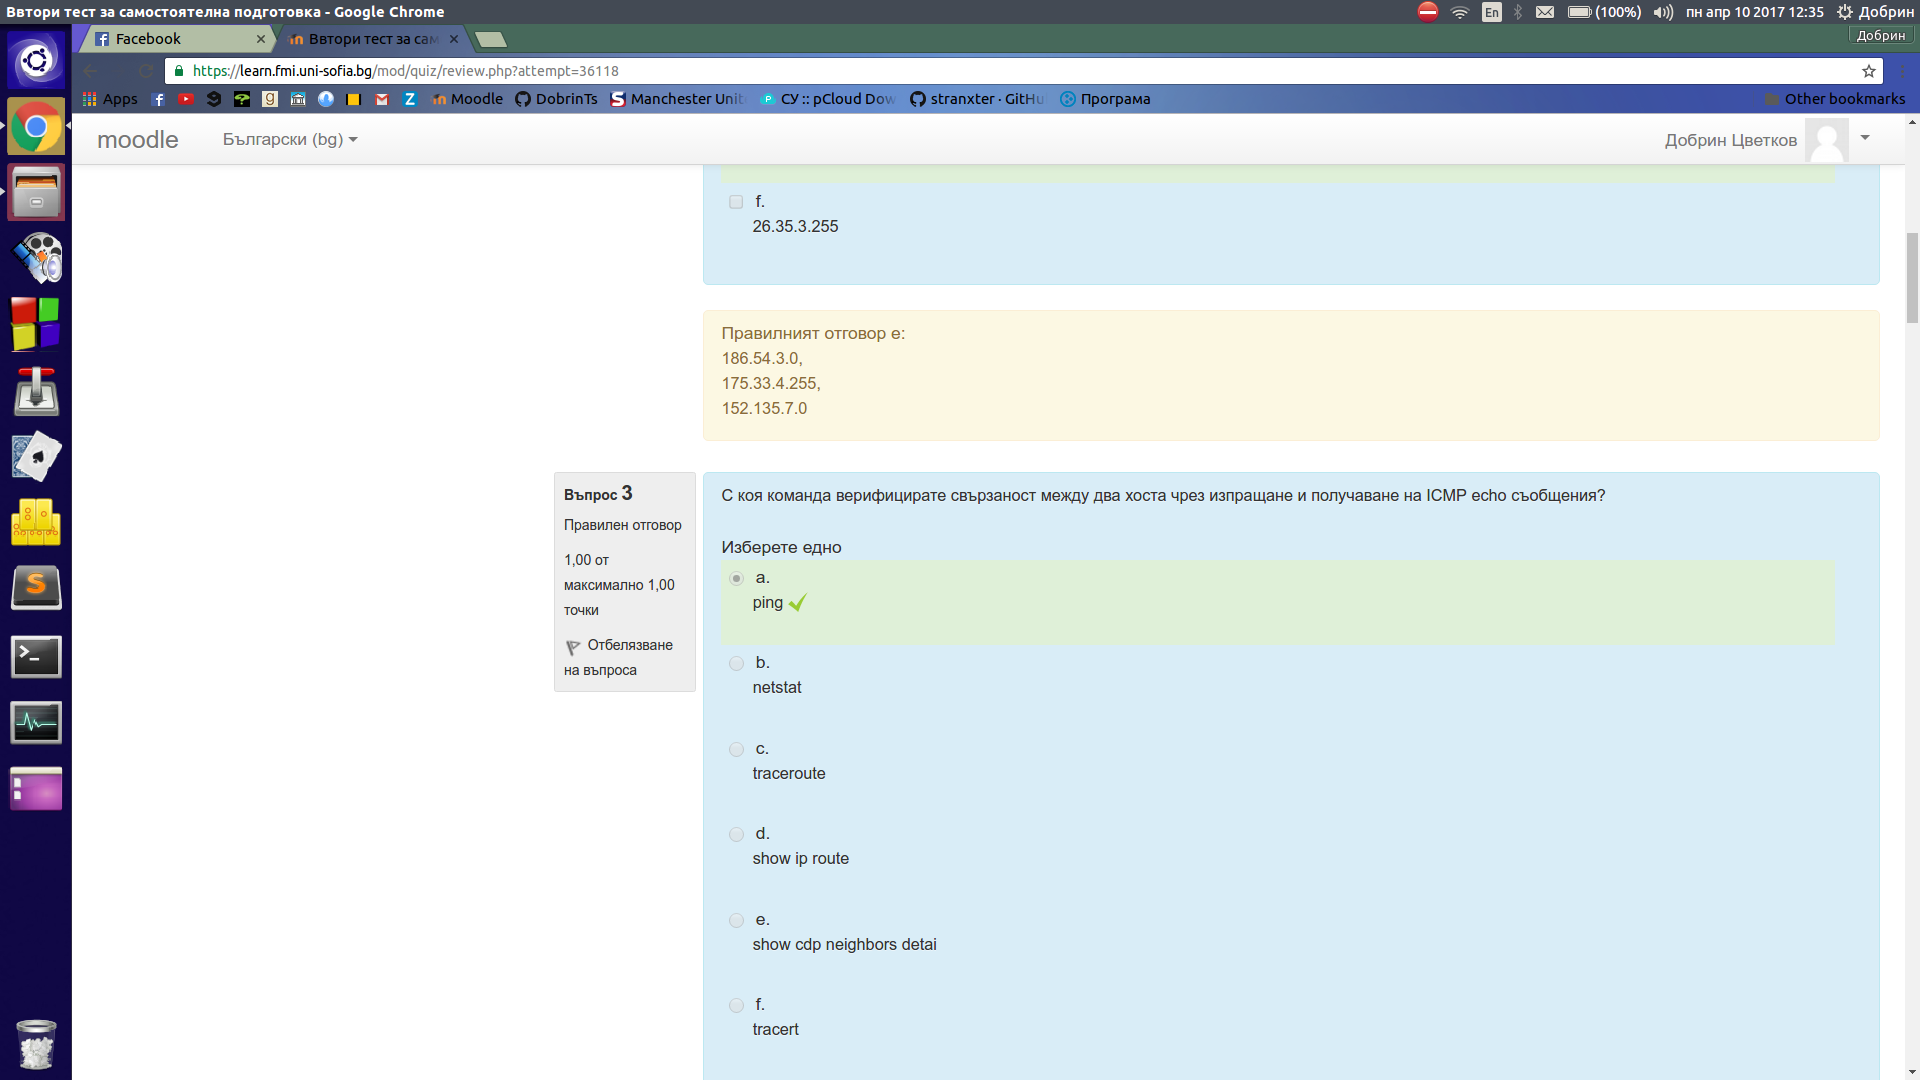 Ввтори тест за самостоятелна подготовка - Google Chrome
En
(100%)
пн апр 10 2017 12:35
Добрин
Facebook
Ввтори тест за сам
Добрин
https://learn.fmi.uni-sofia.bg/mod/quiz/review.php?attempt=36118
Apps
Moodle
DobrinTs
Manchester Unit
СУ :: pCloud Dow
stranxter · GitHu
Програма
Other bookmarks
moodle
Български (bg)
Добрин Цветков
f.
26.35.3.255
Правилният отговор е:
186.54.3.0,
175.33.4.255,
152.135.7.0
Въпрос 3
Правилен отговор
1,00 от
максимално 1,00
точки
Отбелязване
на въпроса
С коя команда верифицирате свързаност между два хоста чрез изпращане и получаване на ICMP echo съобщения?
Изберете едно
a.
ping
b.
netstat
c.
traceroute
d.
show ip route
e.
show cdp neighbors detai
f.
tracert